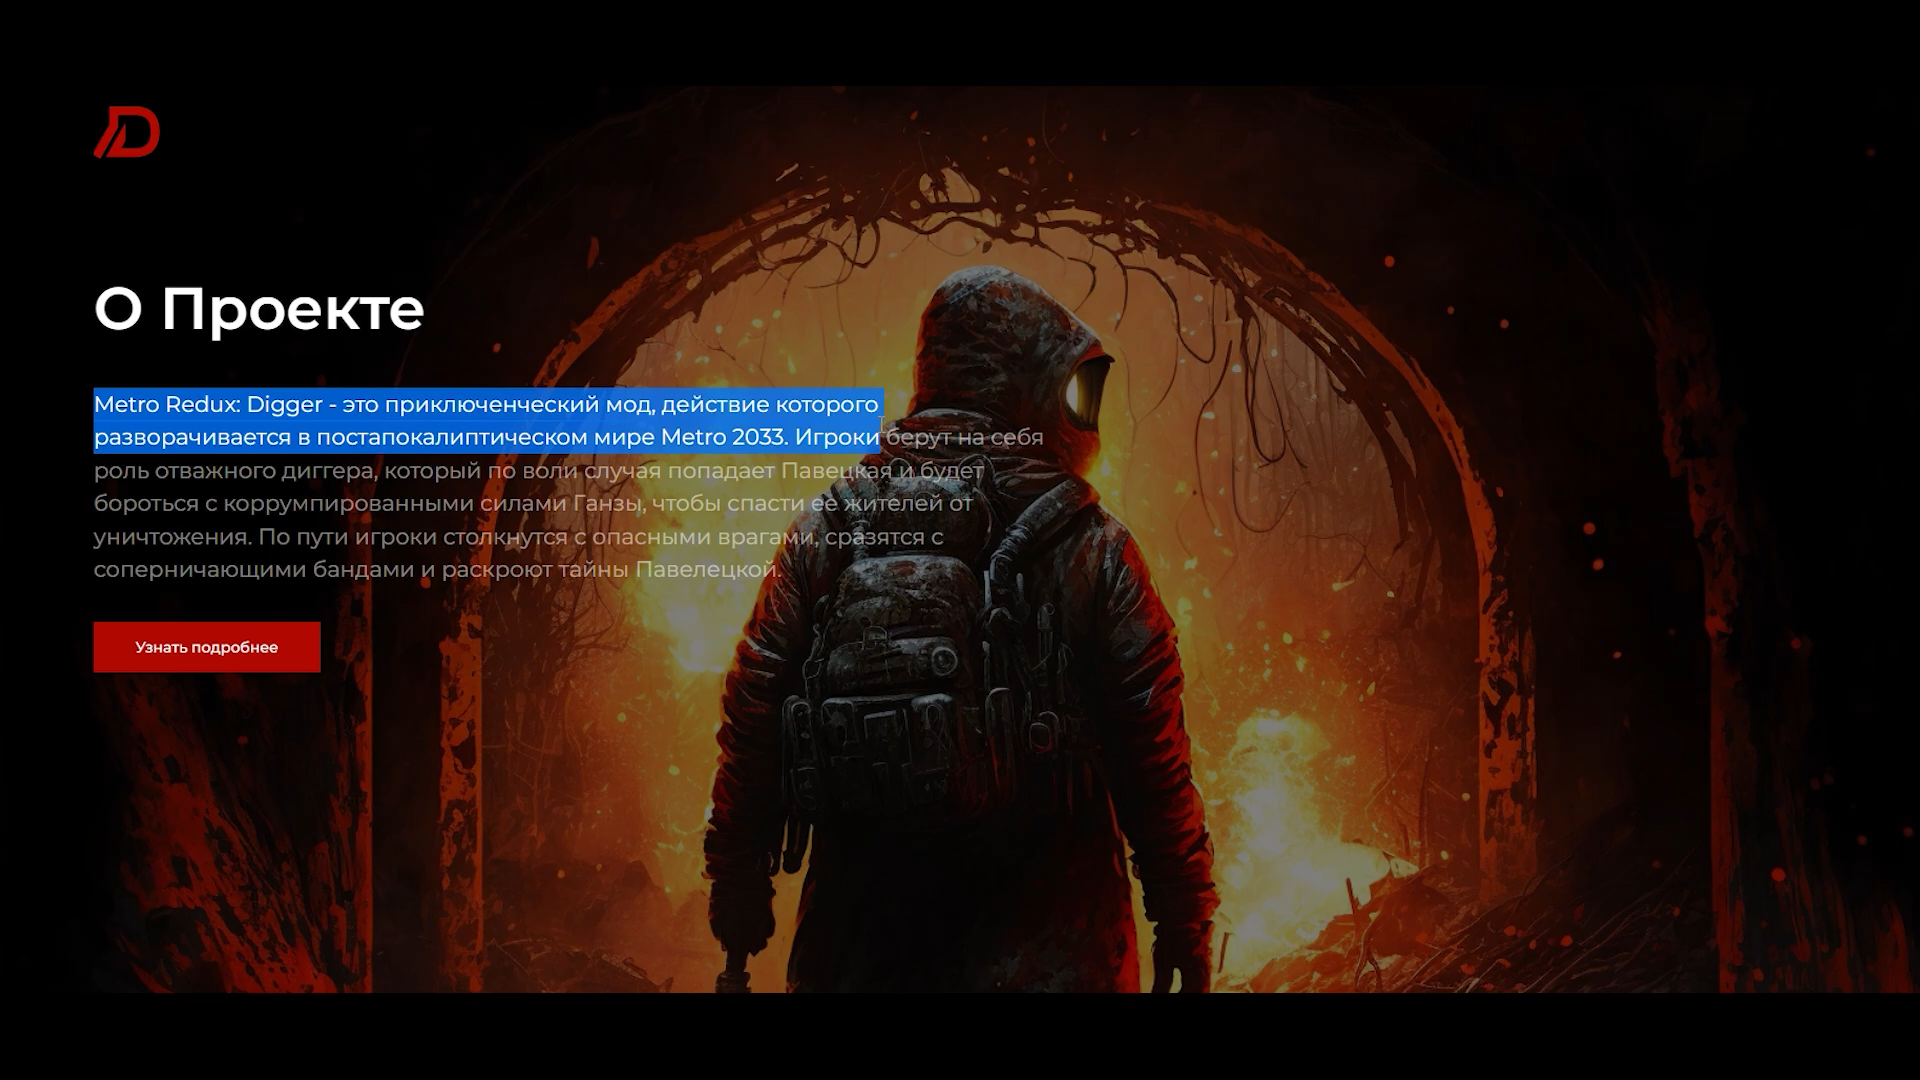 О Проекте
Metro Redux: Digger - это приключенческий мод, действие которого
разворачивается в постапокалиптическом мире Metro 2033. Игроки берут на себя
роль отважного диггера, который по воли случая попадает Павецкая и будет
бороться с коррумпированными силами Ганзы, чтобы спасти ее жителей от
уничтожения. По пути игроки столкнутся с опасными врагами, сразятся с
соперничающими бандами и раскроют тайны Павелецкой.
Узнать подробнее